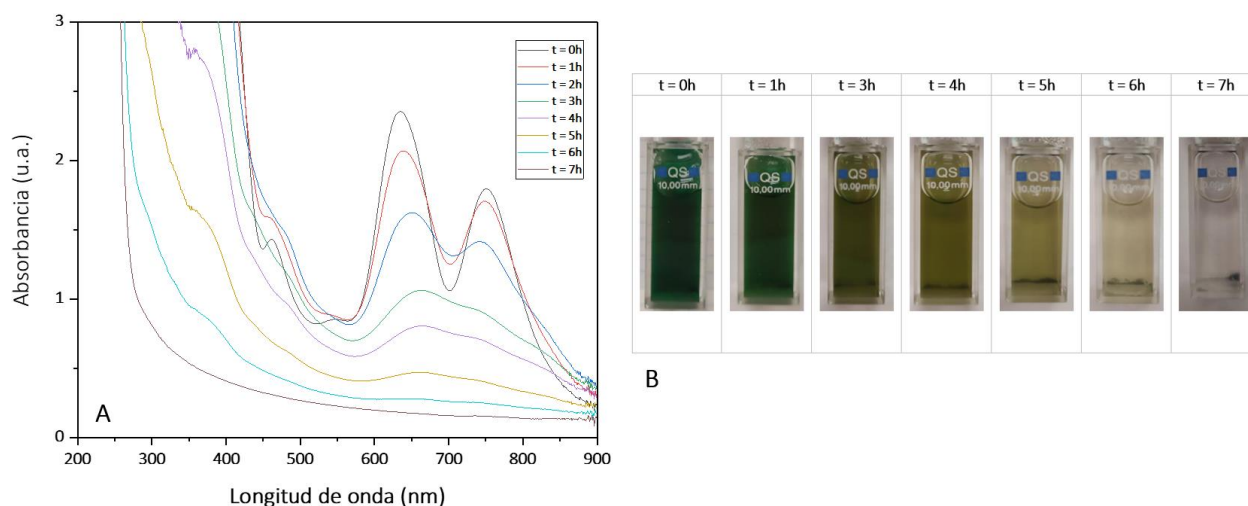 3
2
1
0
Absorbancia (u.a.)
200 300 400 500 600 700 800 900
Longitud de onda (nm)
t = 0h
t = 1h
t = 2h
t = 3h
t = 4h
t = 5h
t = 6h
t = 7h
A
t = 0h t = 1h t = 3h t = 4h t = 5h t = 6h t = 7h
QS QS QS QS QS QS
10,00mm 10,00mm 10,00mm 10,00mm 10,00mm
B